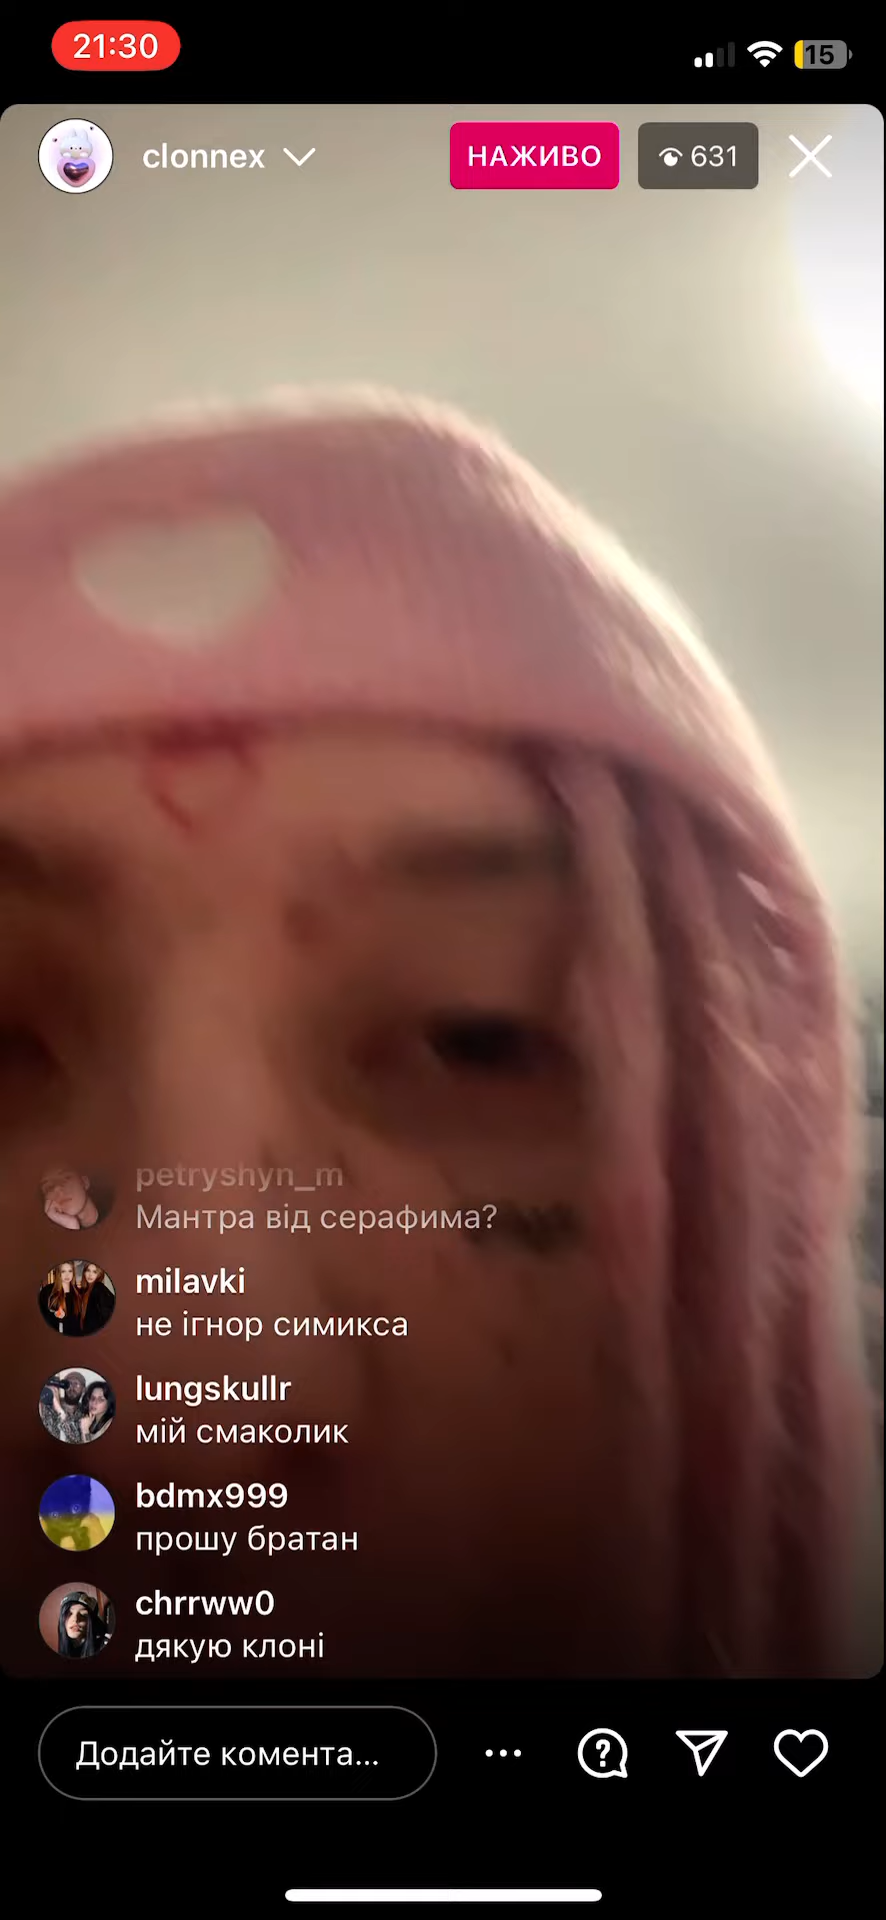 21:30
15
clonnex
НАЖИВО
631
petryshyn_m
Мантра від серафима?
milavki
не ігнор симикса
lungskullr
мій смаколик
bdmx999
прошу братан
chrrww0
дякую клоні
Додайте комента...